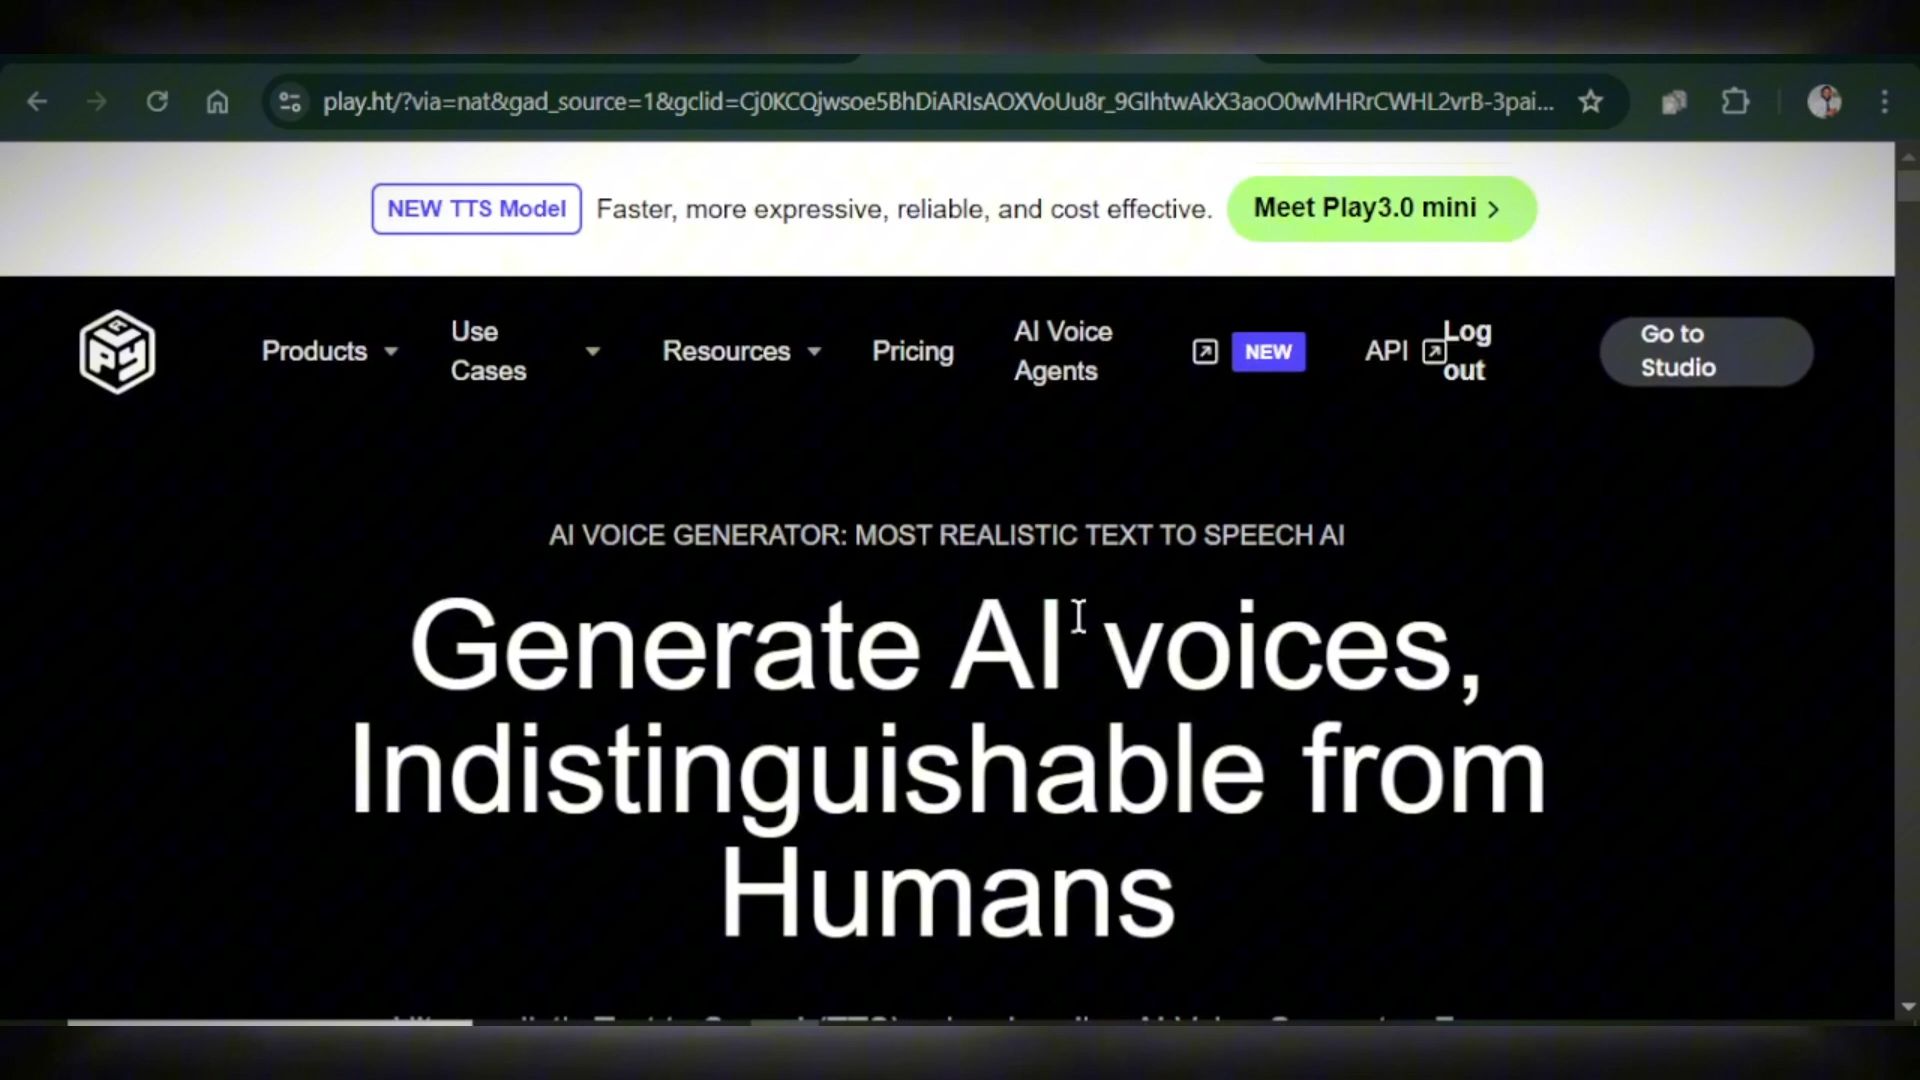 play.ht/?via=nat&gad_source=1&gclid=Cj0KCQjwsoe5BhDiARIsAOXVoUu8r_9GIhtwAkX3aoO0wMHRrCWHL2vrB-3pai...
NEW TTS Model Faster, more expressive, reliable, and cost effective. Meet Play3.0 mini >
PLAY
Products
Use
Cases
Resources
Pricing
AI Voice
Agents
NEW
API
Log
out
Go to
Studio
AI VOICE GENERATOR: MOST REALISTIC TEXT TO SPEECH AI
Generate AI voices,
Indistinguishable from
Humans